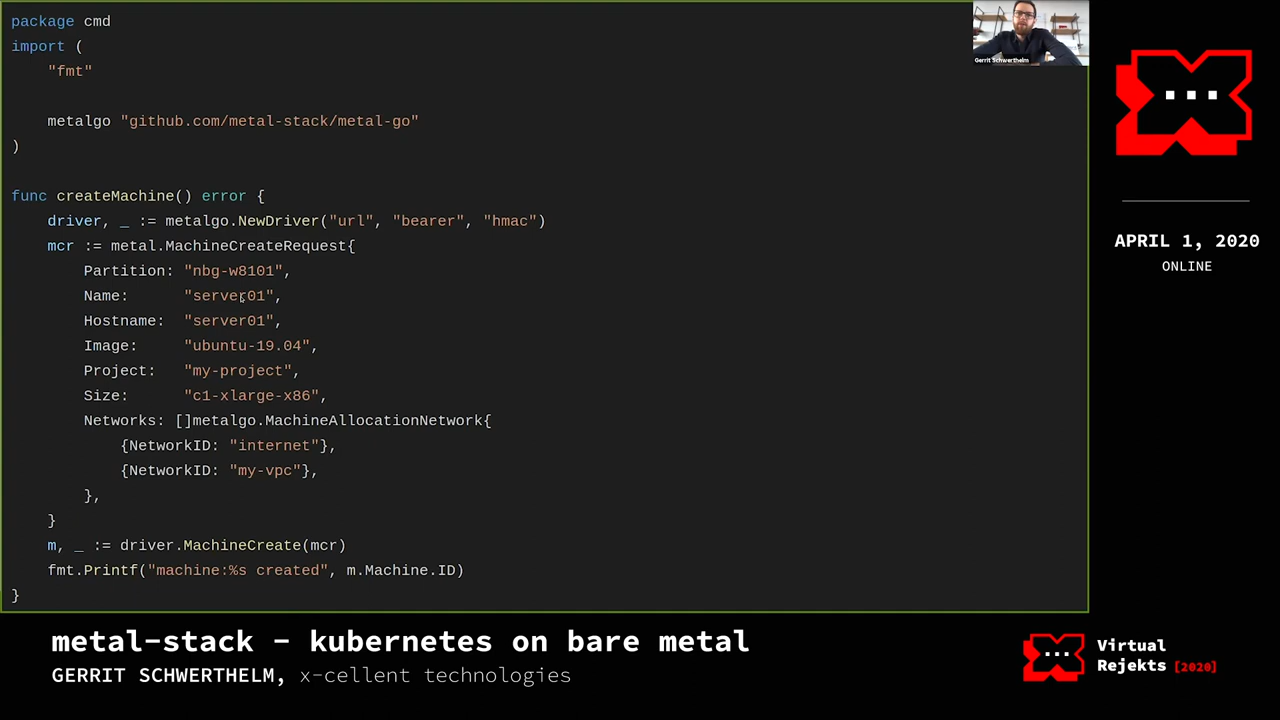 package cmd
import (
    "fmt"

    metalgo "github.com/metal-stack/metal-go"
)

func createMachine() error {
    driver, _ := metalgo.NewDriver("url", "bearer", "hmac")
    mcr := metal.MachineCreateRequest{
        Partition: "nbg-w8101",
        Name:      "server01",
        Hostname:  "server01",
        Image:     "ubuntu-19.04",
        Project:   "my-project",
        Size:      "c1-xlarge-x86",
        Networks: []metalgo.MachineAllocationNetwork{
            {NetworkID: "internet"},
            {NetworkID: "my-vpc"},
        },
    }
    m, _ := driver.MachineCreate(mcr)
    fmt.Printf("machine:%s created", m.Machine.ID)
}
Gerrit Schwertheim
APRIL 1, 2020
ONLINE
metal-stack - kubernetes on bare metal
GERRIT SCHWERTHELM, x-cellent technologies
Virtual
Rejekts [2020]